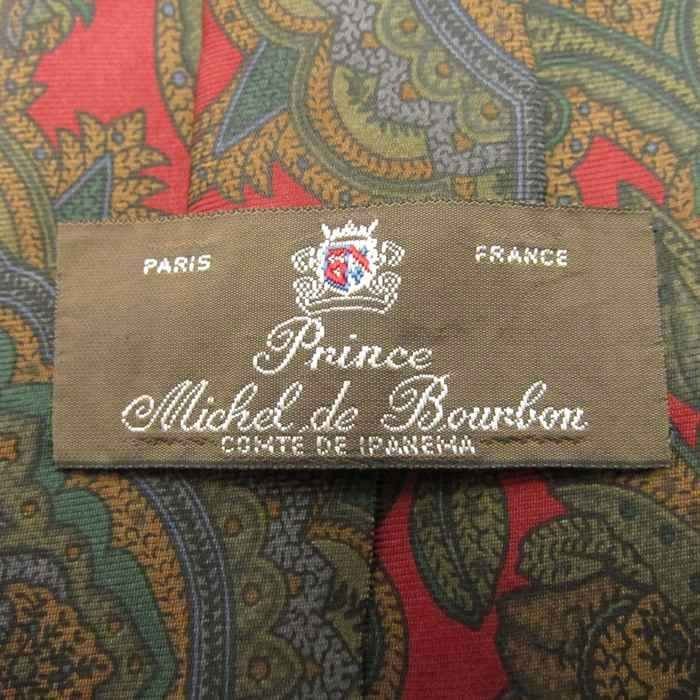 PARIS FRANCE
Prince
Michel de Bourbon
COMTE DE IPANEMA